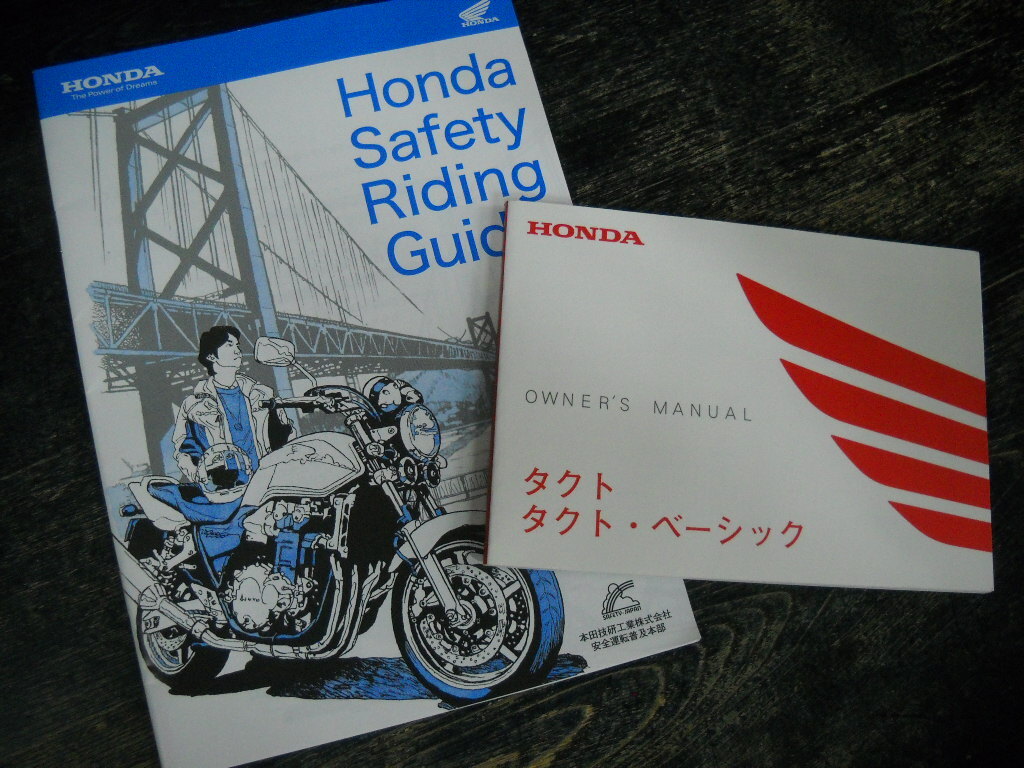 HONDA
The Power of Dreams
HONDA
Honda
Safety
Riding
Guid
SAFETY JAPAN
本田技研工業株式会社
安全運転普及本部
HONDA
OWNER'S MANUAL
タクト
タクト・ベーシック